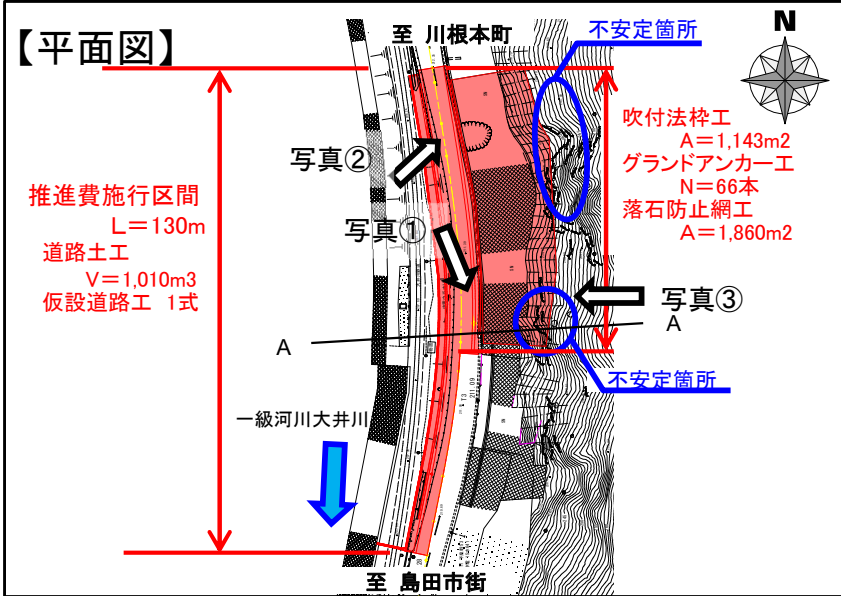 【平面図】
至 川根本町
不安定箇所
N
吹付法枠工
A=1,143m2
グランドアンカー工
N=66本
落石防止網工
A=1,860m2
写真②
写真①
推進費施行区間
L=130m
道路土工
V=1,010m3
仮設道路工 1式
写真③
A
A
不安定箇所
一級河川大井川
至 島田市街